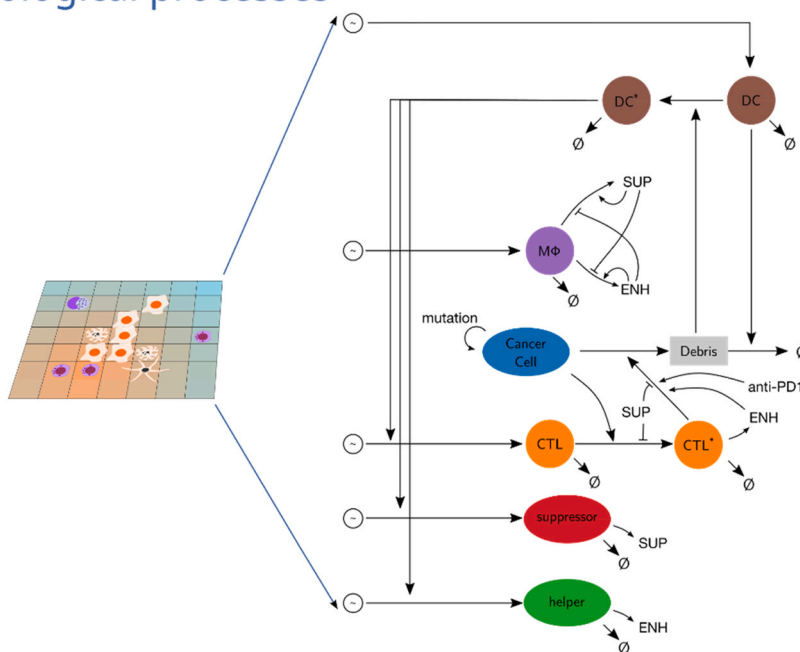 ological processes
~
DC*
DC
Ø
Ø
SUP
~
MΦ
ENH
Ø
mutation
Cancer
Cell
Debris
Ø
anti-PD1
SUP
ENH
~
CTL
CTL*
Ø
Ø
~
suppressor
SUP
Ø
~
helper
ENH
Ø